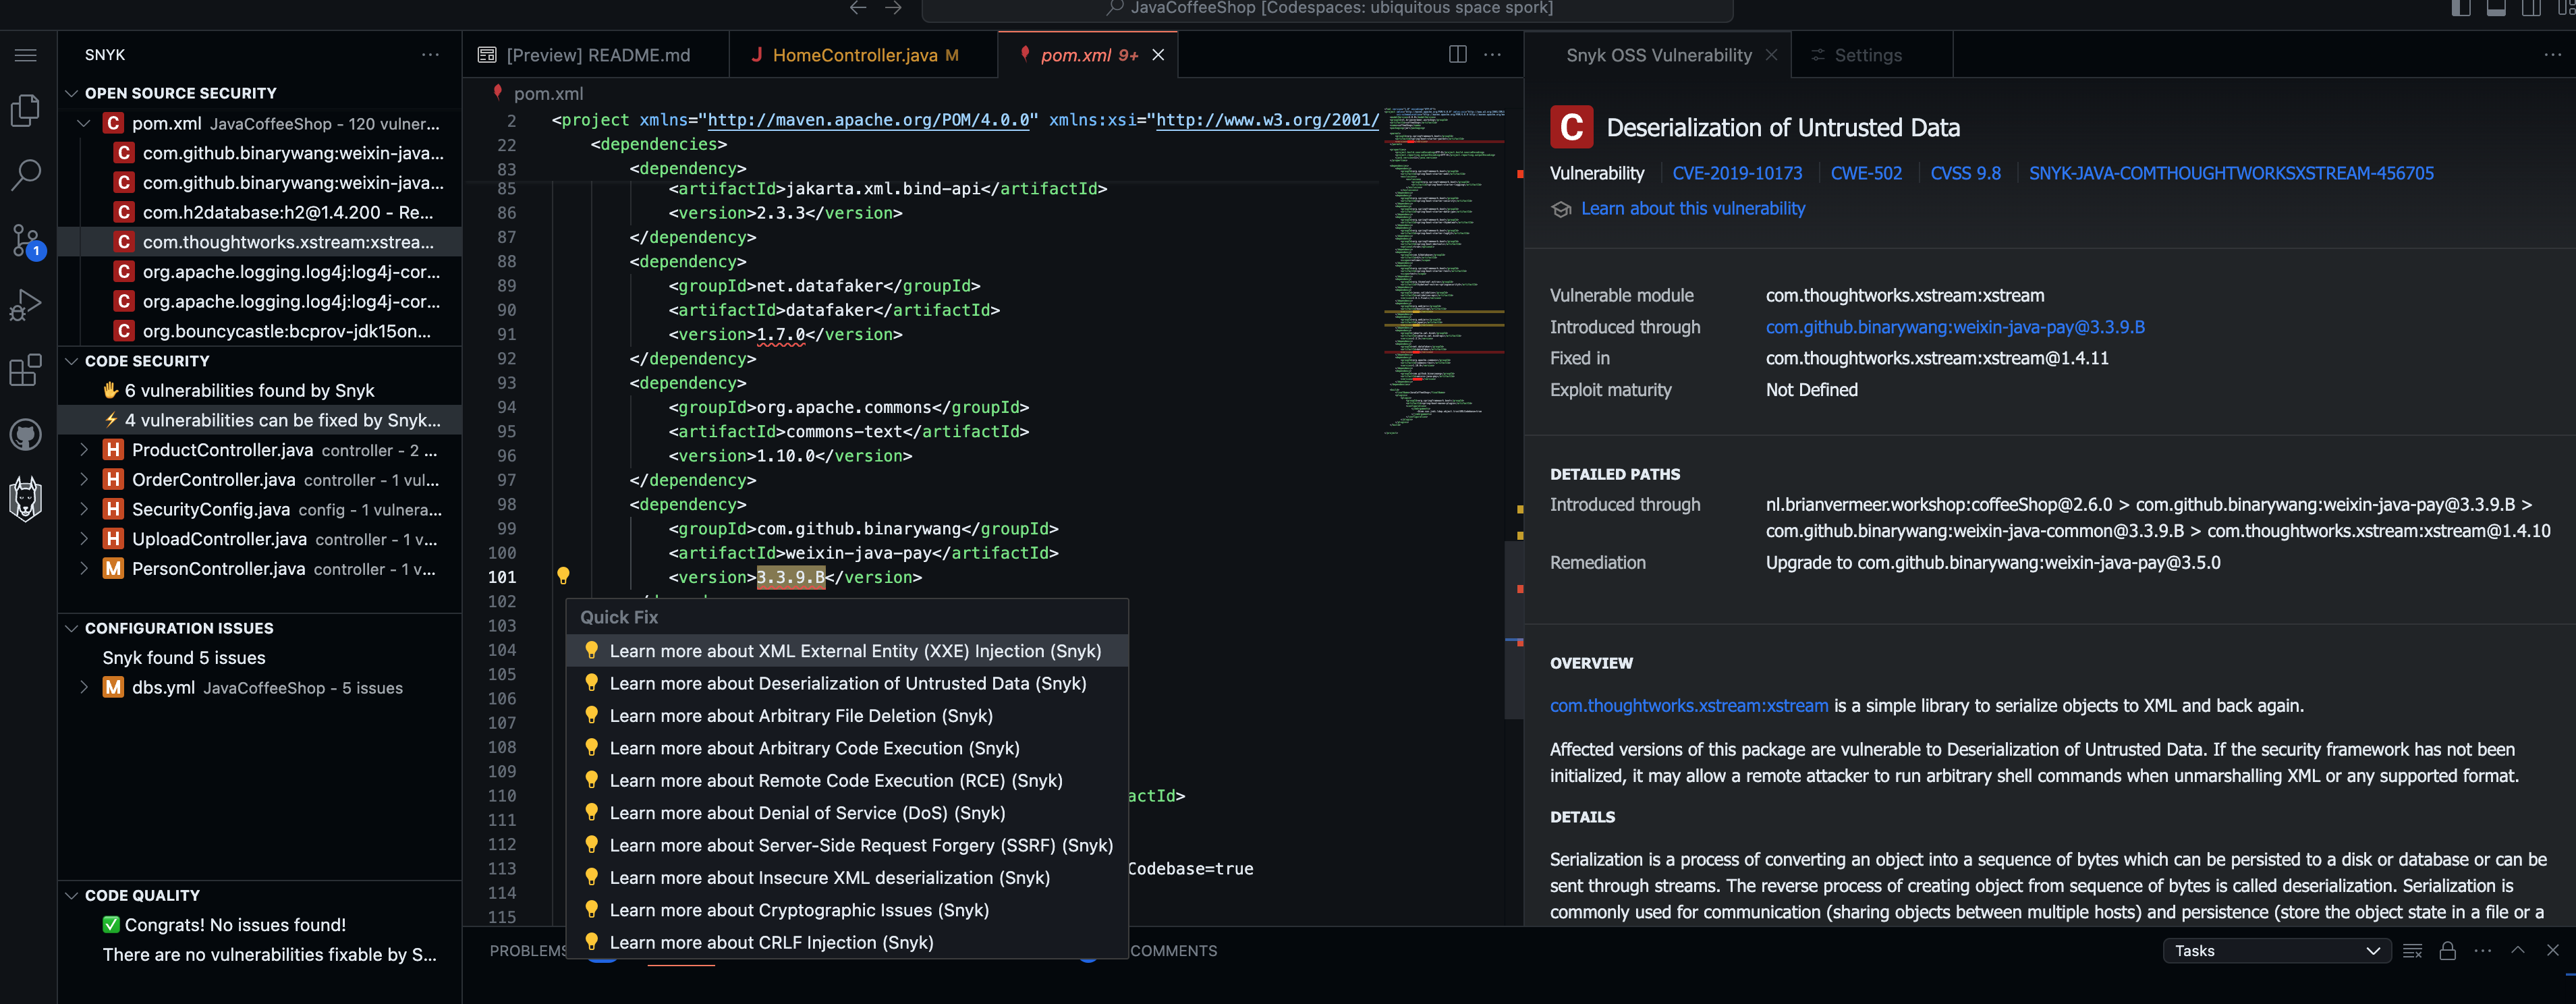 JavaCoffeeShop [Codespaces: ubiquitous space spork]
SNYK
OPEN SOURCE SECURITY
C pom.xml JavaCoffeeShop - 120 vulner...
C com.github.binarywang:weixin-java...
C com.github.binarywang:weixin-java...
C com.h2database:h2@1.4.200 - Re...
C com.thoughtworks.xstream:xstrea...
C org.apache.logging.log4j:log4j-cor...
C org.apache.logging.log4j:log4j-cor...
C org.bouncycastle:bcprov-jdk15on...
1
CODE SECURITY
✋ 6 vulnerabilities found by Snyk
⚡ 4 vulnerabilities can be fixed by Snyk...
H ProductController.java controller - 2 ...
H OrderController.java controller - 1 vul...
H SecurityConfig.java config - 1 vulnera...
H UploadController.java controller - 1 v...
M PersonController.java controller - 1 v...
CONFIGURATION ISSUES
Snyk found 5 issues
M dbs.yml JavaCoffeeShop - 5 issues
CODE QUALITY
✅ Congrats! No issues found!
There are no vulnerabilities fixable by S...
[Preview] README.md
J HomeController.java M
pom.xml 9+
pom.xml
2 <project xmlns="http://maven.apache.org/POM/4.0.0" xmlns:xsi="http://www.w3.org/2001/
22 <dependencies>
83 <dependency>
85 <artifactId>jakarta.xml.bind-api</artifactId>
86 <version>2.3.3</version>
87 </dependency>
88 <dependency>
89 <groupId>net.datafaker</groupId>
90 <artifactId>datafaker</artifactId>
91 <version>1.7.0</version>
92 </dependency>
93 <dependency>
94 <groupId>org.apache.commons</groupId>
95 <artifactId>commons-text</artifactId>
96 <version>1.10.0</version>
97 </dependency>
98 <dependency>
99 <groupId>com.github.binarywang</groupId>
100 <artifactId>weixin-java-pay</artifactId>
101 <version>3.3.9.B</version>
102
103
104
105
106
107
108
109
110 actId>
111
112
113 Codebase=true
114
115
Quick Fix
Learn more about XML External Entity (XXE) Injection (Snyk)
Learn more about Deserialization of Untrusted Data (Snyk)
Learn more about Arbitrary File Deletion (Snyk)
Learn more about Arbitrary Code Execution (Snyk)
Learn more about Remote Code Execution (RCE) (Snyk)
Learn more about Denial of Service (DoS) (Snyk)
Learn more about Server-Side Request Forgery (SSRF) (Snyk)
Learn more about Insecure XML deserialization (Snyk)
Learn more about Cryptographic Issues (Snyk)
Learn more about CRLF Injection (Snyk)
PROBLEMS
COMMENTS
Tasks
Snyk OSS Vulnerability
Settings
C Deserialization of Untrusted Data
Vulnerability CVE-2019-10173 CWE-502 CVSS 9.8 SNYK-JAVA-COMTHOUGHTWORKSXSTREAM-456705
Learn about this vulnerability
Vulnerable module com.thoughtworks.xstream:xstream
Introduced through com.github.binarywang:weixin-java-pay@3.3.9.B
Fixed in com.thoughtworks.xstream:xstream@1.4.11
Exploit maturity Not Defined
DETAILED PATHS
Introduced through nl.brianvermeer.workshop:coffeeShop@2.6.0 > com.github.binarywang:weixin-java-pay@3.3.9.B >
com.github.binarywang:weixin-java-common@3.3.9.B > com.thoughtworks.xstream:xstream@1.4.10
Remediation Upgrade to com.github.binarywang:weixin-java-pay@3.5.0
OVERVIEW
com.thoughtworks.xstream:xstream is a simple library to serialize objects to XML and back again.
Affected versions of this package are vulnerable to Deserialization of Untrusted Data. If the security framework has not been
initialized, it may allow a remote attacker to run arbitrary shell commands when unmarshalling XML or any supported format.
DETAILS
Serialization is a process of converting an object into a sequence of bytes which can be persisted to a disk or database or can be
sent through streams. The reverse process of creating object from sequence of bytes is called deserialization. Serialization is
commonly used for communication (sharing objects between multiple hosts) and persistence (store the object state in a file or a